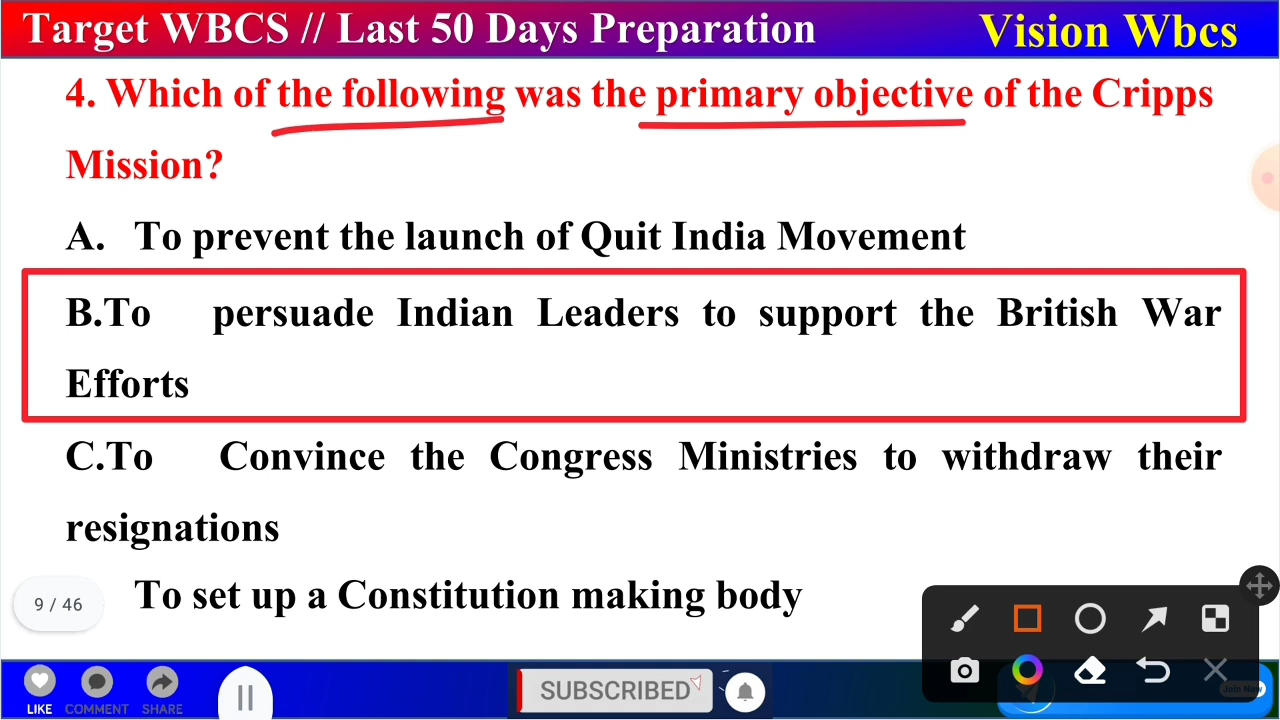 Target WBCS // Last 50 Days Preparation
Vision Wbcs
4. Which of the following was the primary objective of the Cripps
Mission?
A. To prevent the launch of Quit India Movement
B.To persuade Indian Leaders to support the British War
Efforts
C.To Convince the Congress Ministries to withdraw their
resignations
To set up a Constitution making body
9 / 46
LIKE COMMENT SHARE
SUBSCRIBED
Join Now